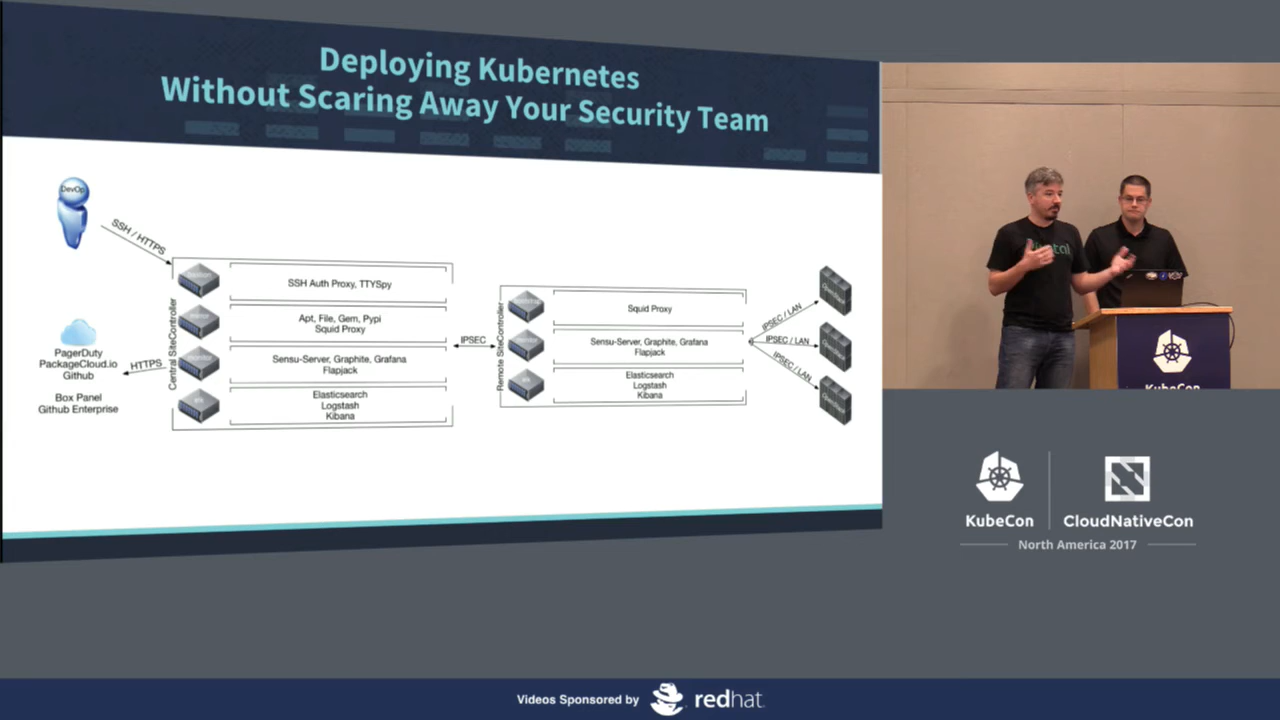 Deploying Kubernetes
Without Scaring Away Your Security Team
DevOp
SSH / HTTPS
Central SiteController
SSH Auth Proxy, TTYSpy
Apt, File, Gem, Pypi
Squid Proxy
Sensu-Server, Graphite, Grafana
Flapjack
Elasticsearch
Logstash
Kibana
PagerDuty
PackageCloud.io
Github
Box Panel
Github Enterprise
HTTPS
IPSEC
Remote SiteController
Squid Proxy
Sensu-Server, Graphite, Grafana
Flapjack
Elasticsearch
Logstash
Kibana
IPSEC / LAN
IPSEC / LAN
IPSEC / LAN
KubeCon
KubeCon
CloudNativeCon
North America 2017
Videos Sponsored by
redhat